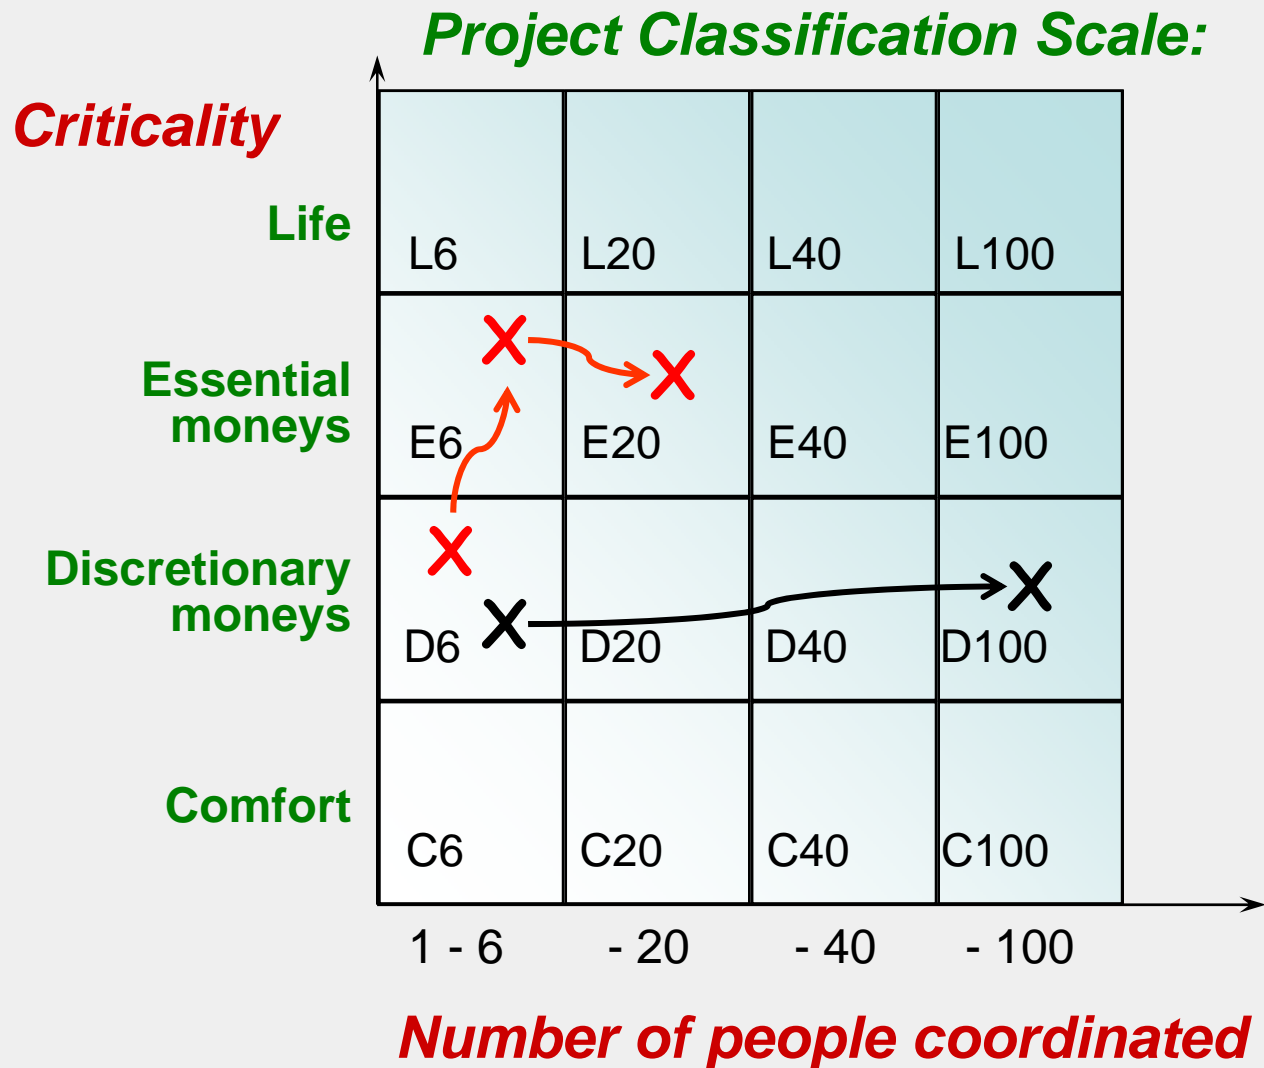 Project Classification Scale:
Criticality
Life
L6 L20 L40 L100
Essential
moneys
E6 E20 E40 E100
Discretionary
moneys
D6 D20 D40 D100
Comfort
C6 C20 C40 C100
1 - 6 - 20 - 40 - 100
Number of people coordinated